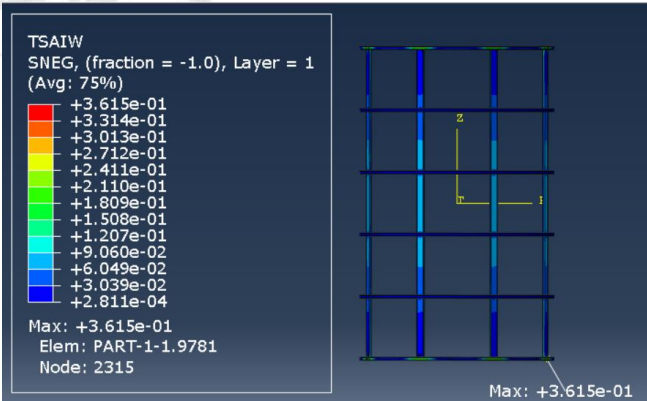 TSAIW
SNEG, (fraction = -1.0), Layer = 1
(Avg: 75%)
+3.615e-01
+3.314e-01
+3.013e-01
+2.712e-01
+2.411e-01
+2.110e-01
+1.809e-01
+1.508e-01
+1.207e-01
+9.060e-02
+6.049e-02
+3.039e-02
+2.811e-04
Max: +3.615e-01
Elem: PART-1-1.9781
Node: 2315
Z
T
Max: +3.615e-01